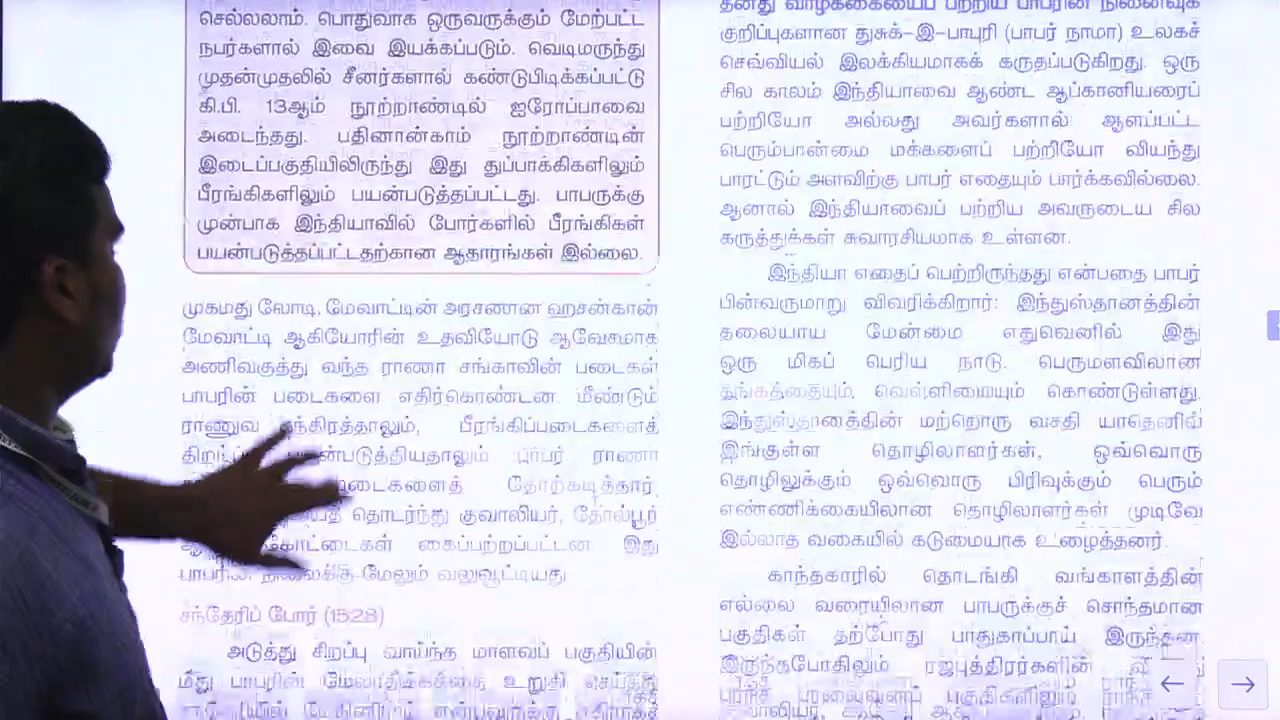 செல்லலாம். பொதுவாக ஒருவருக்கும் மேற்பட்ட
நபர்களால் இவை இயக்கப்படும். வெடிமருந்து
முதன்முதலில் சீனர்களால் கண்டுபிடிக்கப்பட்டு
கி.பி. 13ஆம் நூற்றாண்டில் ஐரோப்பாவை
அடைந்தது. பதினான்காம் நூற்றாண்டின்
இடைப்பகுதியிலிருந்து இது துப்பாக்கிகளிலும்
பீரங்கிகளிலும் பயன்படுத்தப்பட்டது. பாபருக்கு
முன்பாக இந்தியாவில் போர்களில் பீரங்கிகள்
பயன்படுத்தப்பட்டதற்கான ஆதாரங்கள் இல்லை.
முகமது லோடி, மேவாட்டின் அரசனான ஹசன்கான்
மேவாட்டி ஆகியோரின் உதவியோடு ஆவேசமாக
அணிவகுத்து வந்த ராணா சங்காவின் படைகள்
பாபரின் படைகளை எதிர்கொண்டன. மீண்டும்
ராணுவ தந்திரத்தாலும், பீரங்கிப்படைகளைத்
பாபர் ராணா
தோற்கடித்தார்.
தொடர்ந்து குவாலியர், தோல்பூர்
கோட்டைகள் கைப்பற்றப்பட்டன. இது
மேலும் வலுவூட்டியது
சந்தேரிப் போர் (1528)
அடுத்து சிறப்பு வாய்ந்த மாளவப் பகுதியின்
மீது பாபரின் மேலாதிக்கத்தை உறுதி செய்தது
தனது வாழ்க்கையைப் பற்றிய பாபரின் நினைவுக்
குறிப்புகளான துசுக்-இ-பாபுரி (பாபர் நாமா) உலகச்
செவ்வியல் இலக்கியமாகக் கருதப்படுகிறது. ஒரு
சில காலம் இந்தியாவை ஆண்ட ஆப்கானியரைப்
பற்றியோ அல்லது அவர்களால் ஆளப்பட்ட
பெரும்பான்மை மக்களைப் பற்றியோ வியந்து
பாரட்டும் அளவிற்கு பாபர் எதையும் பார்க்கவில்லை.
ஆனால் இந்தியாவைப் பற்றிய அவருடைய சில
கருத்துக்கள் சுவாரசியமாக உள்ளன.
இந்தியா எதைப் பெற்றிருந்தது என்பதை பாபர்
பின்வருமாறு விவரிக்கிறார்: இந்துஸ்தானத்தின்
தலையாய மேன்மை எதுவெனில் இது
ஒரு மிகப் பெரிய நாடு. பெருமளவிலான
தங்கத்தையும், வெள்ளியையும் கொண்டுள்ளது.
இந்துஸ்தானத்தின் மற்றொரு வசதி யாதெனில்
இங்குள்ள தொழிலாளர்கள், ஒவ்வொரு
தொழிலுக்கும் ஒவ்வொரு பிரிவுக்கும் பெரும்
எண்ணிக்கையிலான தொழிலாளர்கள் முடிவே
இல்லாத வகையில் கடுமையாக உழைத்தனர்.
காந்தகாரில் தொடங்கி வங்காளத்தின்
எல்லை வரையிலான பாபருக்குச் சொந்தமான
பகுதிகள் தற்போது பாதுகாப்பாய் இருந்தன.
இருந்தபோதிலும் ரஜபுத்திரர்களின்